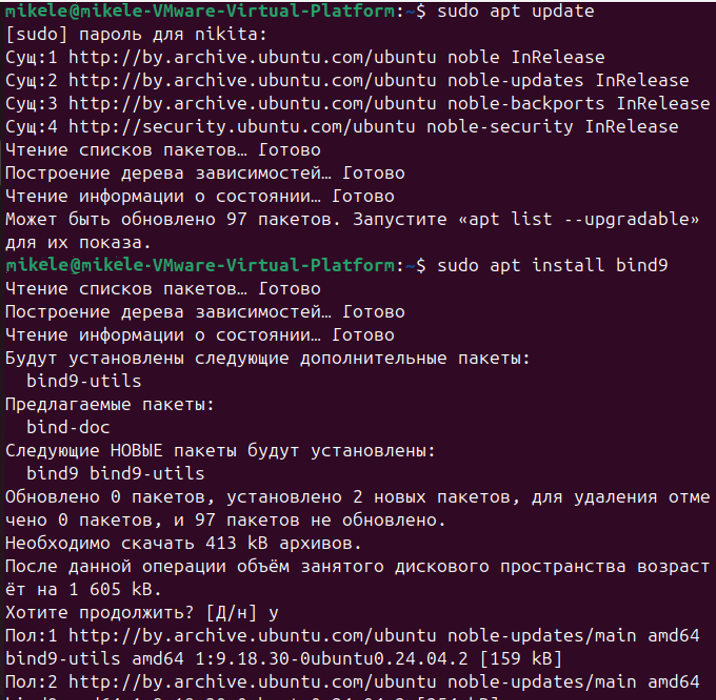 mikele@mikele-VMware-Virtual-Platform:~$ sudo apt update
[sudo] пароль для nikita:
Сущ:1 http://by.archive.ubuntu.com/ubuntu noble InRelease
Сущ:2 http://by.archive.ubuntu.com/ubuntu noble-updates InRelease
Сущ:3 http://by.archive.ubuntu.com/ubuntu noble-backports InRelease
Сущ:4 http://security.ubuntu.com/ubuntu noble-security InRelease
Чтение списков пакетов… Готово
Построение дерева зависимостей… Готово
Чтение информации о состоянии… Готово
Может быть обновлено 97 пакетов. Запустите «apt list --upgradable»
для их показа.
mikele@mikele-VMware-Virtual-Platform:~$ sudo apt install bind9
Чтение списков пакетов… Готово
Построение дерева зависимостей… Готово
Чтение информации о состоянии… Готово
Будут установлены следующие дополнительные пакеты:
bind9-utils
Предлагаемые пакеты:
bind-doc
Следующие НОВЫЕ пакеты будут установлены:
bind9 bind9-utils
Обновлено 0 пакетов, установлено 2 новых пакетов, для удаления отме
чено 0 пакетов, и 97 пакетов не обновлено.
Необходимо скачать 413 kB архивов.
После данной операции объём занятого дискового пространства возраст
ёт на 1 605 kB.
Хотите продолжить? [Д/н] y
Пол:1 http://by.archive.ubuntu.com/ubuntu noble-updates/main amd64
bind9-utils amd64 1:9.18.30-0ubuntu0.24.04.2 [159 kB]
Пол:2 http://by.archive.ubuntu.com/ubuntu noble-updates/main amd64